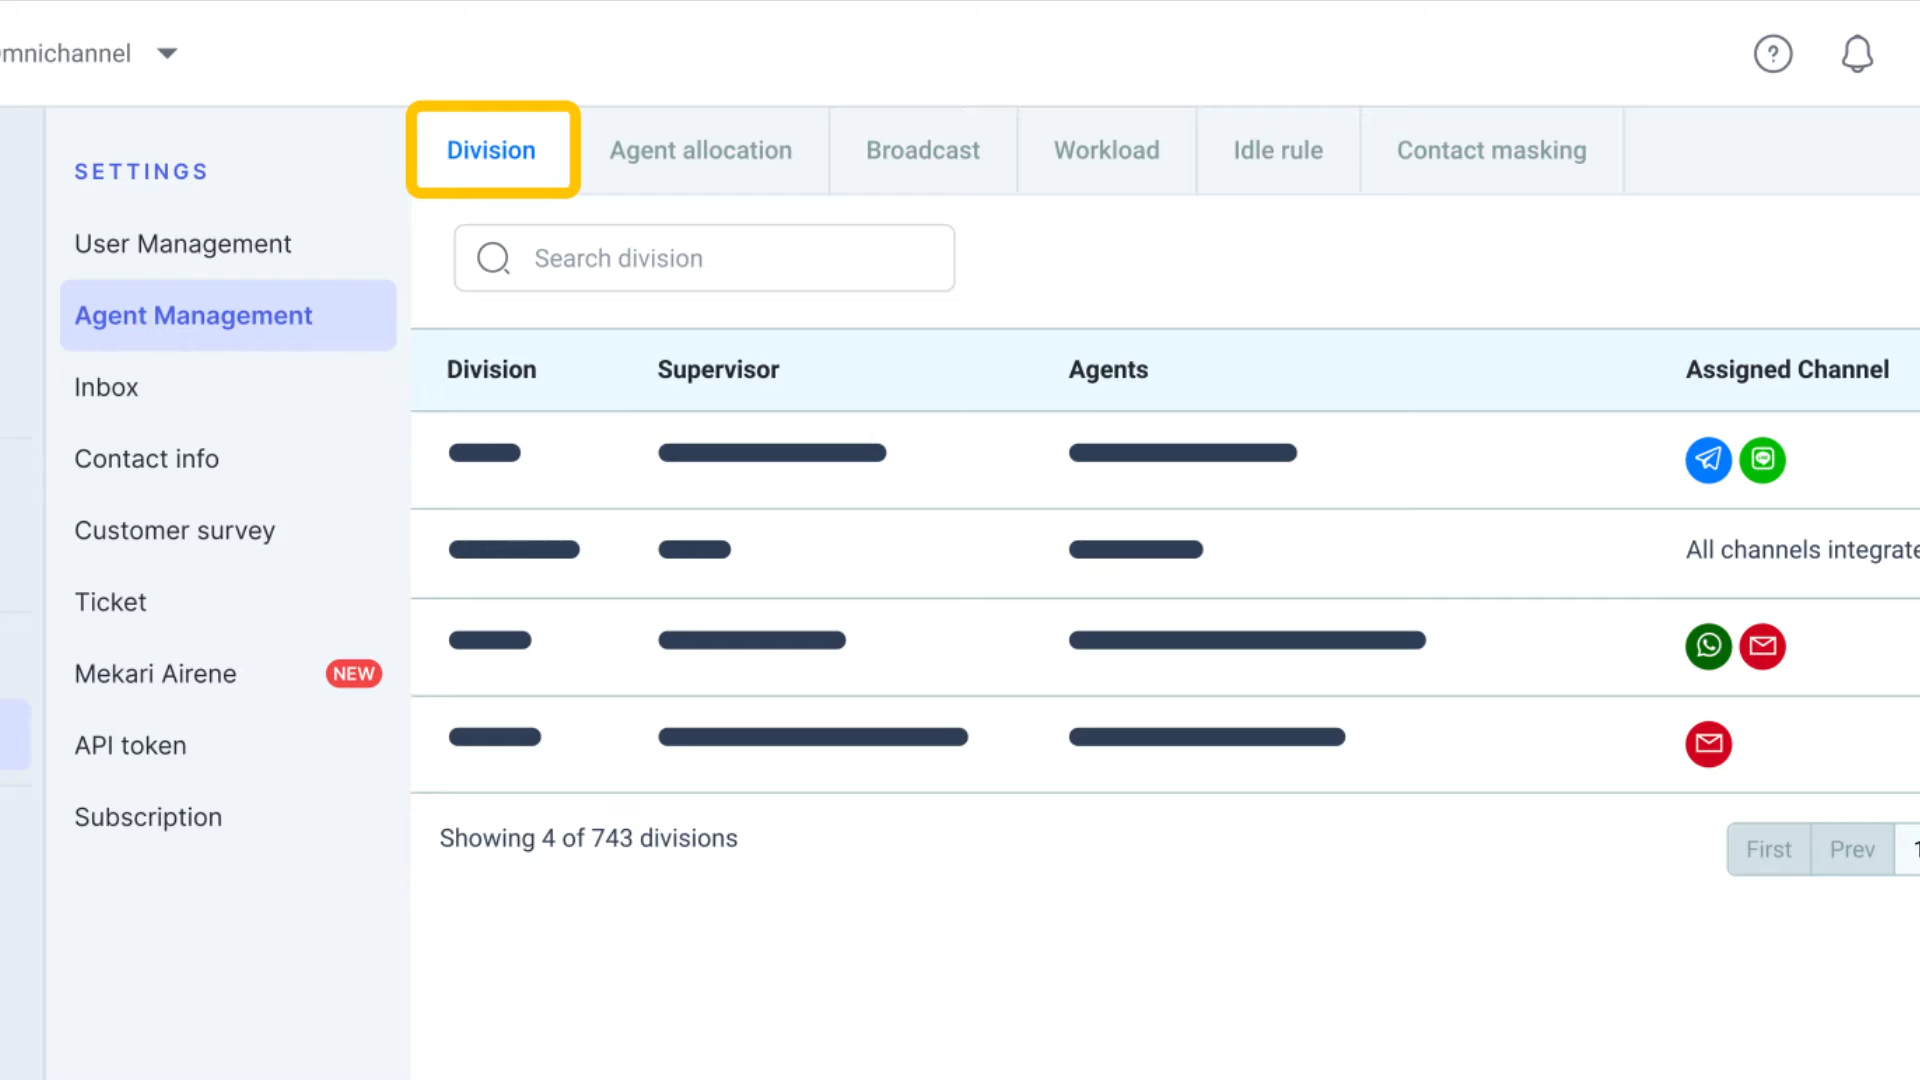 mnichannel
SETTINGS
User Management
Agent Management
Inbox
Contact info
Customer survey
Ticket
Mekari Airene NEW
API token
Subscription
Division Agent allocation Broadcast Workload Idle rule Contact masking
Search division
Division Supervisor Agents Assigned Channel
All channels integrate
Showing 4 of 743 divisions
First Prev 1